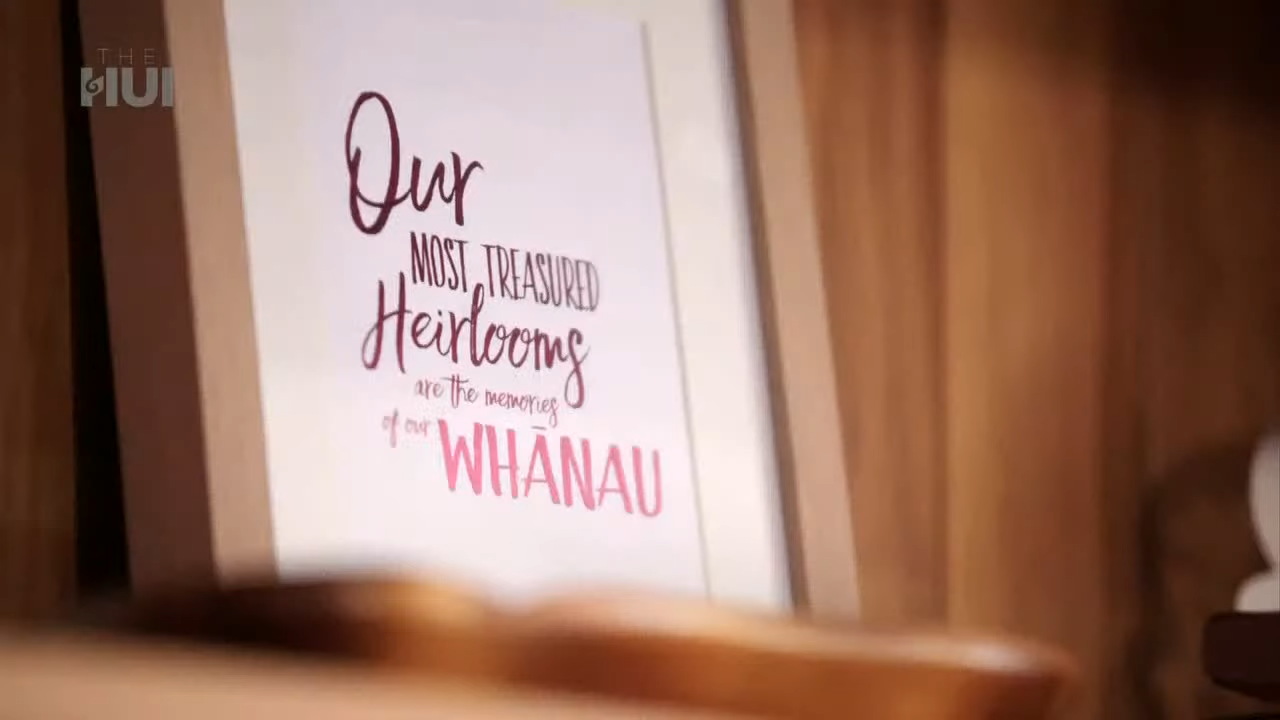 THE
HUI
Our
MOST TREASURED
Heirlooms
are the memories
of our WHĀNAU